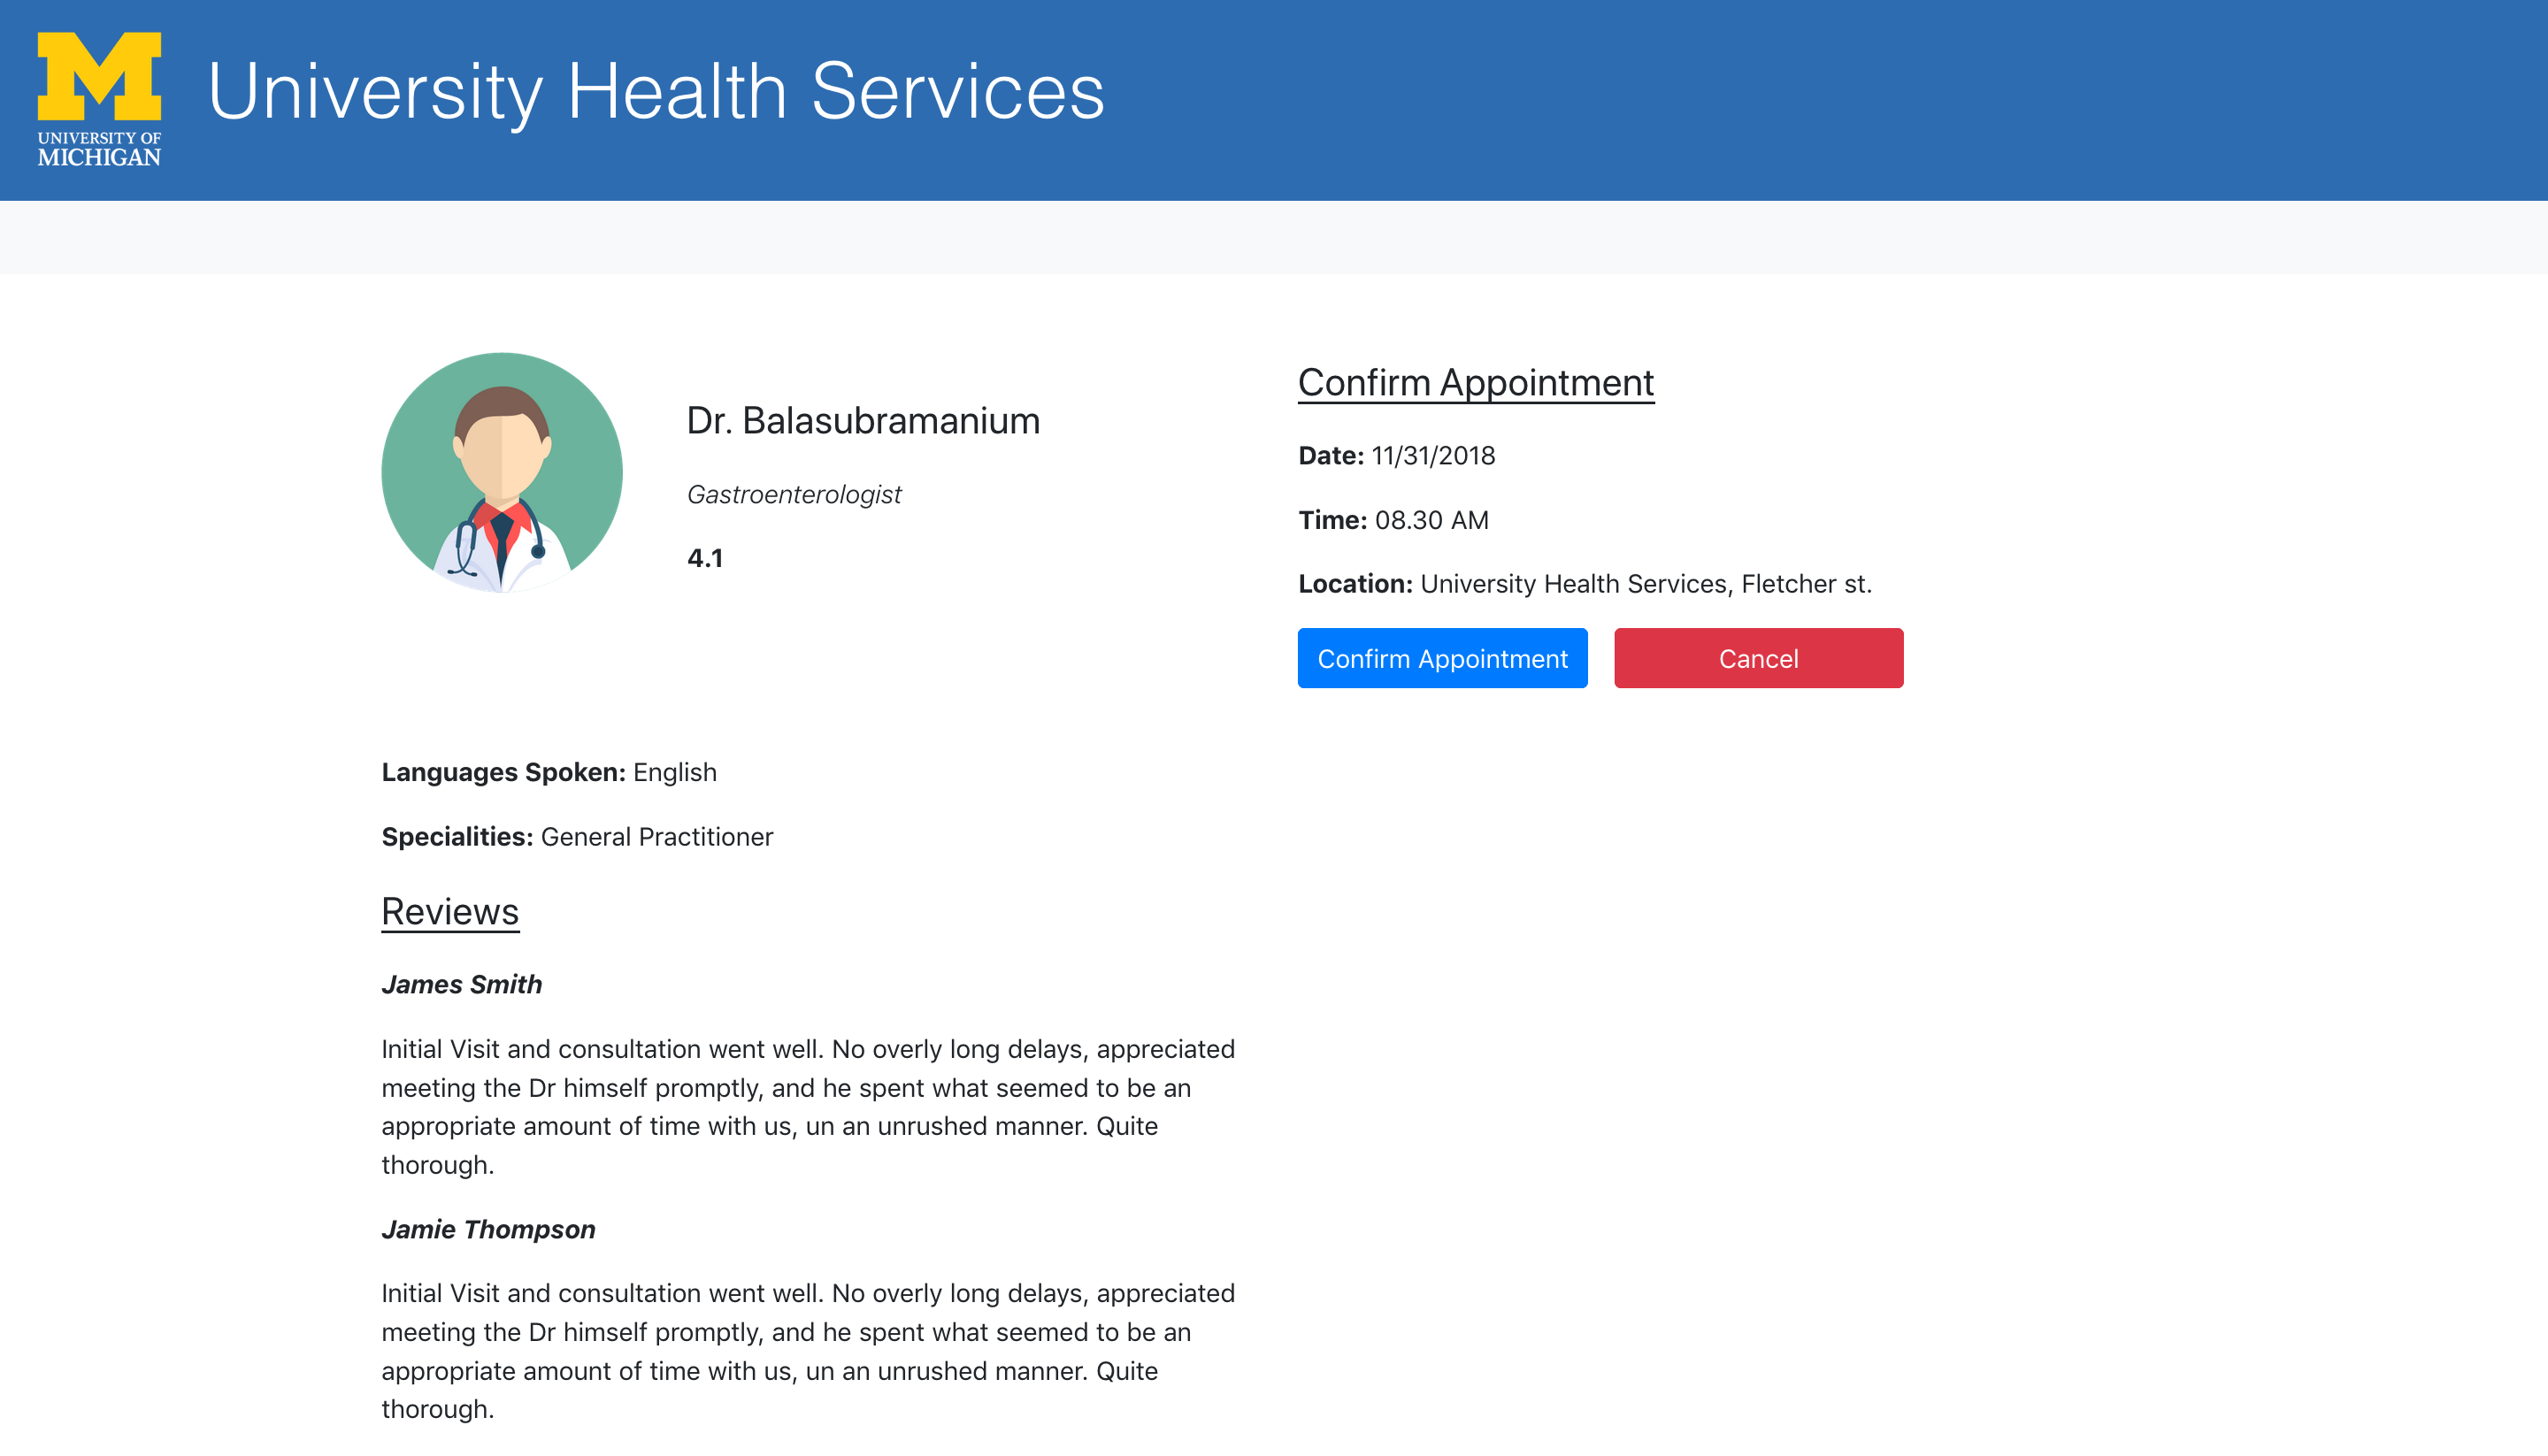 M
UNIVERSITY OF
MICHIGAN
University Health Services
Dr. Balasubramanium
Gastroenterologist
4.1
Confirm Appointment
Date: 11/31/2018
Time: 08.30 AM
Location: University Health Services, Fletcher st.
Confirm Appointment
Cancel
Languages Spoken: English
Specialities: General Practitioner
Reviews
James Smith
Initial Visit and consultation went well. No overly long delays, appreciated
meeting the Dr himself promptly, and he spent what seemed to be an
appropriate amount of time with us, un an unrushed manner. Quite
thorough.
Jamie Thompson
Initial Visit and consultation went well. No overly long delays, appreciated
meeting the Dr himself promptly, and he spent what seemed to be an
appropriate amount of time with us, un an unrushed manner. Quite
thorough.